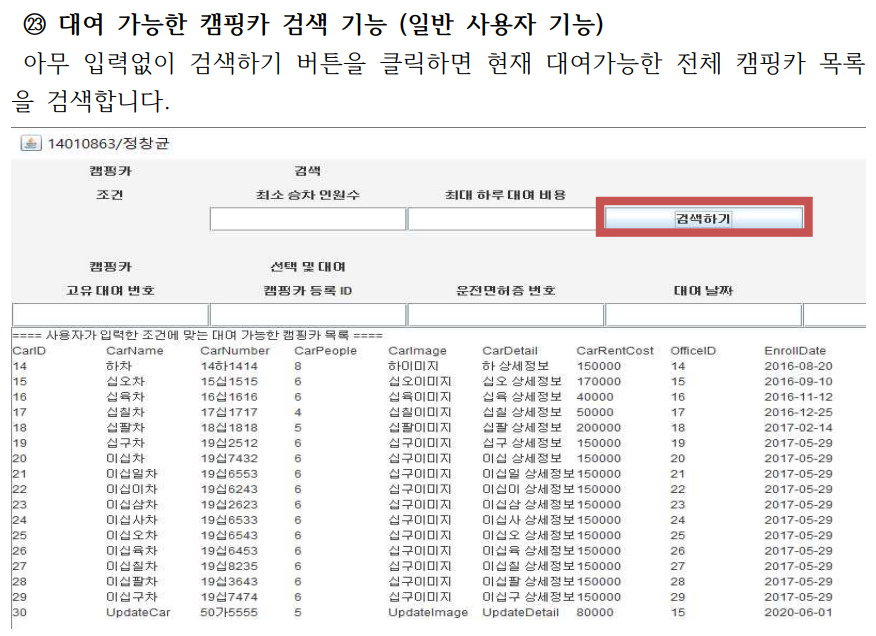 ㉓ 대여 가능한 캠핑카 검색 기능 (일반 사용자 기능)
아무 입력없이 검색하기 버튼을 클릭하면 현재 대여가능한 전체 캠핑카 목록
을 검색합니다.
14010863/정창균
캠핑카 검색
조건 최소 승차 인원수 최대 하루 대여 비용
검색하기
캠핑카 선택 및 대여
고유 대여 번호 캠핑카 등록 ID 운전면허증 번호 대여 날짜
==== 사용자가 입력한 조건에 맞는 대여 가능한 캠핑카 목록 ====
CarID CarName CarNumber CarPeople CarImage CarDetail CarRentCost OfficeID EnrollDate
14 하차 14하1414 8 하이미지 하 상세정보 150000 14 2016-08-20
15 십오차 15십1515 6 십오이미지 십오 상세정보 170000 15 2016-09-10
16 십육차 16십1616 6 십육이미지 십육 상세정보 40000 16 2016-11-12
17 십칠차 17십1717 4 십칠이미지 십칠 상세정보 50000 17 2016-12-25
18 십팔차 18십1818 5 십팔이미지 십팔 상세정보 200000 18 2017-02-14
19 십구차 19십2512 6 십구이미지 십구 상세정보 150000 19 2017-05-29
20 이십차 19십7432 6 십구이미지 이십 상세정보 150000 20 2017-05-29
21 이십일차 19십6553 6 십구이미지 이십일 상세정보 150000 21 2017-05-29
22 이십이차 19십6243 6 십구이미지 이십이 상세정보 150000 22 2017-05-29
23 이십삼차 19십2623 6 십구이미지 이십삼 상세정보 150000 23 2017-05-29
24 이십사차 19십6533 6 십구이미지 이십사 상세정보 150000 24 2017-05-29
25 이십오차 19십6543 6 십구이미지 이십오 상세정보 150000 25 2017-05-29
26 이십육차 19십6453 6 십구이미지 이십육 상세정보 150000 26 2017-05-29
27 이십칠차 19십8235 6 십구이미지 이십칠 상세정보 150000 27 2017-05-29
28 이십팔차 19십3643 6 십구이미지 이십팔 상세정보 150000 28 2017-05-29
29 이십구차 19십7474 6 십구이미지 이십구 상세정보 150000 29 2017-05-29
30 UpdateCar 50가5555 5 UpdateImage UpdateDetail 80000 15 2020-06-01